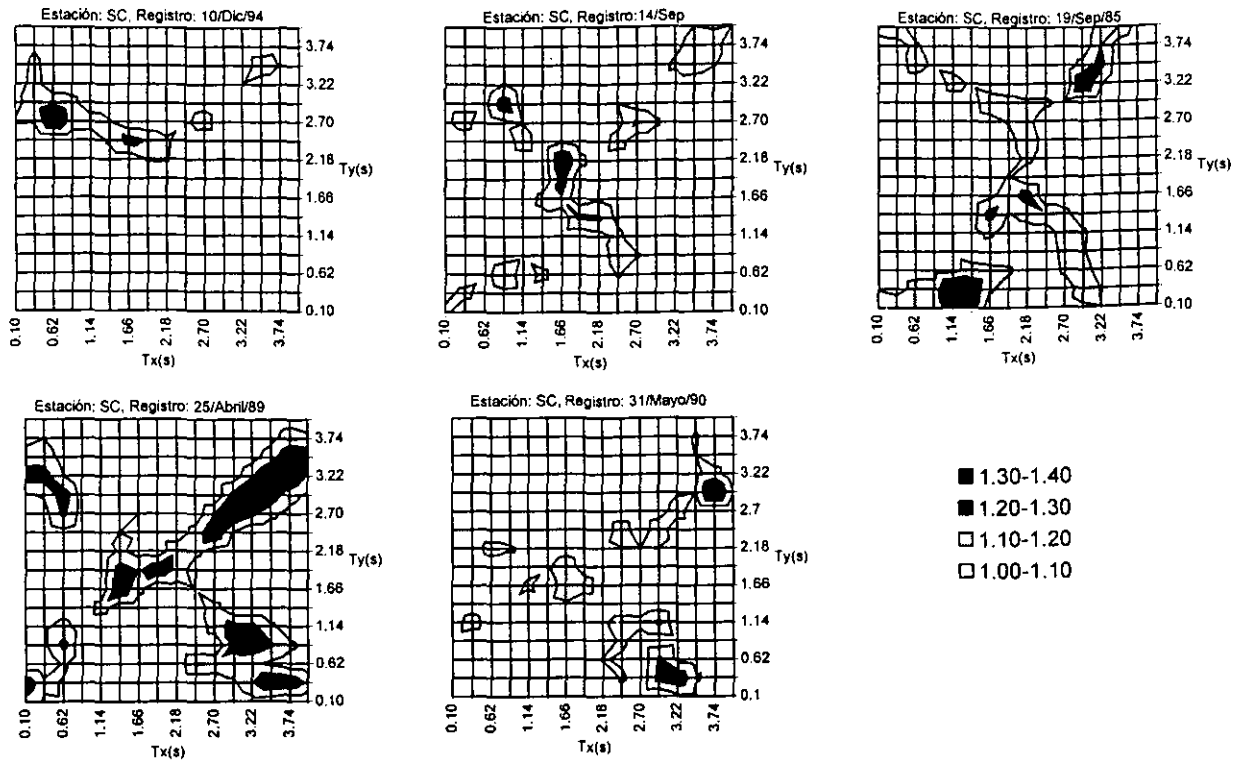 Estación: SC, Registro: 10/Dic/94
3.74
3.22
2.70
2.18
Ty(s)
1.66
1.14
0.62
0.10
0.10 0.62 1.14 1.66 2.18 2.70 3.22 3.74
Tx(s)
Estación: SC, Registro:14/Sep
3.74
3.22
2.70
2.18
Ty(s)
1.66
1.14
0.62
0.10
0.10 0.62 1.14 1.66 2.18 2.70 3.22 3.74
Tx(s)
Estación: SC, Registro: 19/Sep/85
3.74
3.22
2.70
2.18
Ty(s)
1.66
1.14
0.62
0.10
0.10 0.62 1.14 1.66 2.18 2.70 3.22 3.74
Tx(s)
Estación: SC, Registro: 25/Abril/89
3.74
3.22
2.70
2.18
Ty(s)
1.66
1.14
0.62
0.10
0.10 0.62 1.14 1.66 2.18 2.70 3.22 3.74
Tx(s)
Estación: SC, Registro: 31/Mayo/90
3.74
3.22
2.7
2.18
Ty(s)
1.66
1.14
0.62
0.1
0.10 0.62 1.14 1.66 2.18 2.70 3.22 3.74
Tx(s)
1.30-1.40
1.20-1.30
1.10-1.20
1.00-1.10